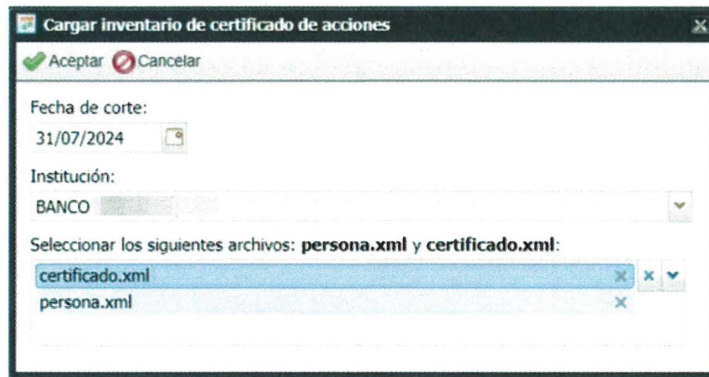 Cargar inventario de certificado de acciones
Aceptar Cancelar
Fecha de corte:
31/07/2024
Institución:
BANCO
Seleccionar los siguientes archivos: persona.xml y certificado.xml:
certificado.xml
persona.xml